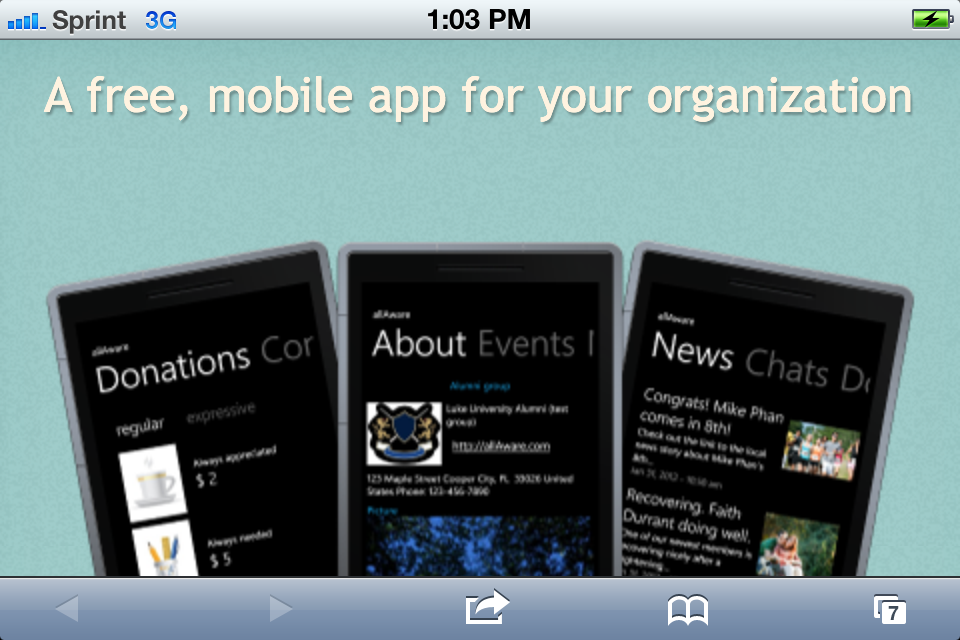 Sprint 3G 1:03 PM
A free, mobile app for your organization
allAware
Donations Cor
regular expressive
Always appreciated
$ 2
Always needed
$ 5
allAware
About Events
Alumni group
Luke University Alumni (test
group)
http://allAware.com
123 Maple Street Cooper City, FL 33026 United
States Phone: 123-456-7890
Picture
allAware
News Chats Do
Congrats! Mike Phan
comes in 8th!
Check out the link to the local
news story about Mike Phan's
8th...
Recovering. Faith
Durrant doing well,
One of our newest members is
recovering nicely after a
7